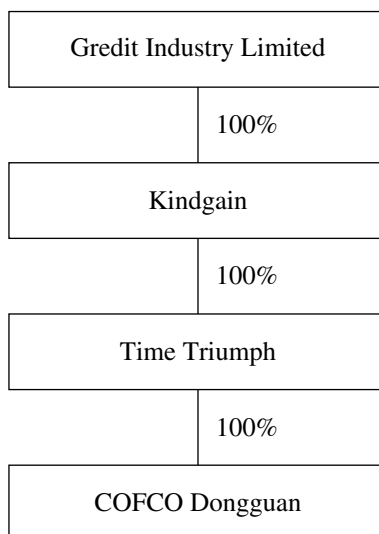 Gredit Industry Limited
100%
Kindgain
100%
Time Triumph
100%
COFCO Dongguan